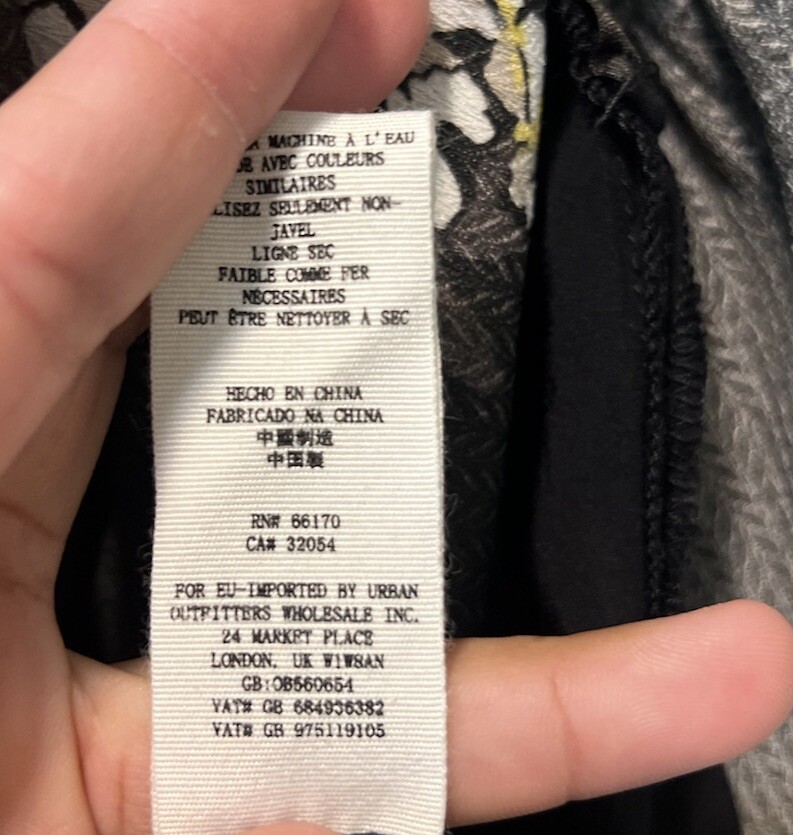 MACHINE À L'EAU
AVEC COULEURS
SIMILAIRES
SEULEMENT NON-
JAVEL
LIGNE SEC
FAIBLE COMME FER
NÉCESSAIRES
PEUT ÊTRE NETTOYER À SEC
HECHO EN CHINA
FABRICADO NA CHINA
中國制造
中国製
RN# 66170
CA# 32054
FOR EU-IMPORTED BY URBAN
OUTFITTERS WHOLESALE INC.
24 MARKET PLACE
LONDON, UK W1W8AN
GB:OB560654
VAT# GB 684936382
VAT# GB 975119105